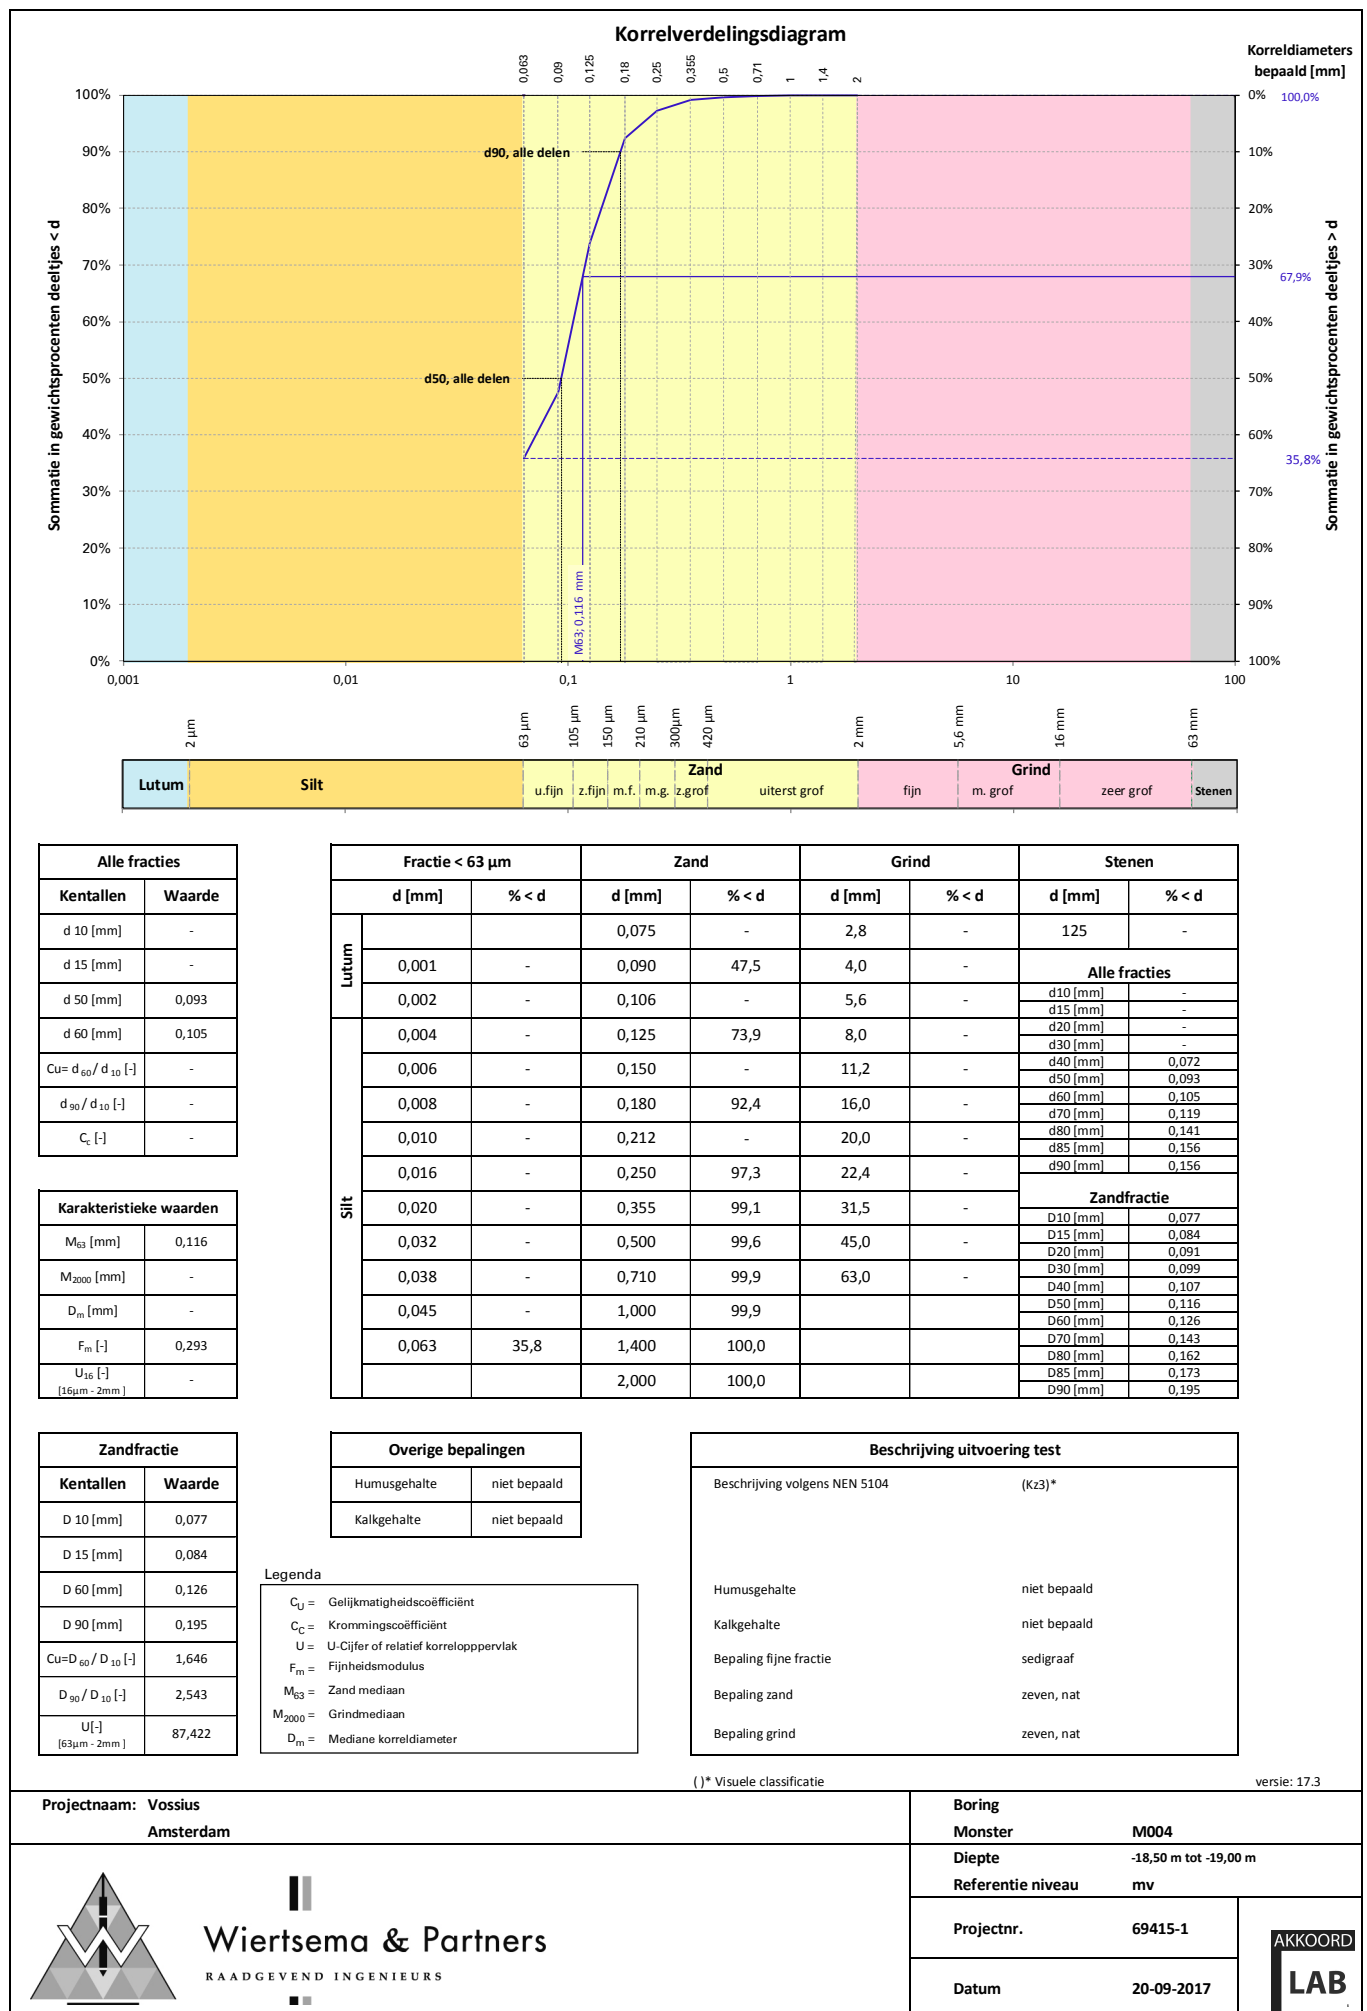 Korrelverdelingsdiagram
Korreldiameters
bepaald [mm]
0,063 0,09 0,125 0,18 0,25 0,355 0,5 0,71 1 1,4 2
100% 0% 100,0%
d90, alle delen
90% 10%
80% 20%
70% 30%
67,9%
60% 40%
d50, alle delen
50% 50%
40% 60%
35,8%
30% 70%
20% 80%
10% 90%
0% 100%
Sommatie in gewichtsprocenten deeltjes < d
Sommatie in gewichtsprocenten deeltjes > d
M63; 0,116 mm
0,001 0,01 0,1 1 10 100
2 µm 63 µm 105 µm 150 µm 210 µm 300µm 420 µm 2 mm 5,6 mm 16 mm 63 mm
Lutum Silt Zand Grind
u.fijn z.fijn m.f. m.g. z.grof uiterst grof fijn m. grof zeer grof Stenen
Alle fracties
Kentallen Waarde
d 10 [mm] -
d 15 [mm] -
d 50 [mm] 0,093
d 60 [mm] 0,105
Cu= d 60 / d 10 [-] -
d 90 / d 10 [-] -
Cc [-] -
Karakteristieke waarden
M63 [mm] 0,116
M2000 [mm] -
Dm [mm] -
Fm [-] 0,293
U16 [-] -
[16µm - 2mm ]
Fractie < 63 µm Zand Grind Stenen
d [mm] % < d d [mm] % < d d [mm] % < d d [mm] % < d
Lutum
Silt
0,075 - 2,8 - 125 -
0,001 - 0,090 47,5 4,0 -
0,002 - 0,106 - 5,6 -
0,004 - 0,125 73,9 8,0 -
0,006 - 0,150 - 11,2 -
0,008 - 0,180 92,4 16,0 -
0,010 - 0,212 - 20,0 -
0,016 - 0,250 97,3 22,4 -
0,020 - 0,355 99,1 31,5 -
0,032 - 0,500 99,6 45,0 -
0,038 - 0,710 99,9 63,0 -
0,045 - 1,000 99,9
0,063 35,8 1,400 100,0
2,000 100,0
Alle fracties
d10 [mm] -
d15 [mm] -
d20 [mm] -
d30 [mm] -
d40 [mm] 0,072
d50 [mm] 0,093
d60 [mm] 0,105
d70 [mm] 0,119
d80 [mm] 0,141
d85 [mm] 0,156
d90 [mm] 0,156
Zandfractie
D10 [mm] 0,077
D15 [mm] 0,084
D20 [mm] 0,091
D30 [mm] 0,099
D40 [mm] 0,107
D50 [mm] 0,116
D60 [mm] 0,126
D70 [mm] 0,143
D80 [mm] 0,162
D85 [mm] 0,173
D90 [mm] 0,195
Zandfractie
Kentallen Waarde
D 10 [mm] 0,077
D 15 [mm] 0,084
D 60 [mm] 0,126
D 90 [mm] 0,195
Cu=D 60 / D 10 [-] 1,646
D 90 / D 10 [-] 2,543
U[-] 87,422
[63µm - 2mm ]
Overige bepalingen
Humusgehalte niet bepaald
Kalkgehalte niet bepaald
Legenda
CU = Gelijkmatigheidscoëfficiënt
CC = Krommingscoëfficiënt
U = U-Cijfer of relatief korrelopppervlak
Fm = Fijnheidsmodulus
M63 = Zand mediaan
M2000 = Grindmediaan
Dm = Mediane korreldiameter
Beschrijving uitvoering test
Beschrijving volgens NEN 5104 (Kz3)*
Humusgehalte niet bepaald
Kalkgehalte niet bepaald
Bepaling fijne fractie sedigraaf
Bepaling zand zeven, nat
Bepaling grind zeven, nat
( )* Visuele classificatie versie: 17.3
Projectnaam: Vossius
Amsterdam
Boring
Monster M004
Diepte -18,50 m tot -19,00 m
Referentie niveau mv
Projectnr. 69415-1
Datum 20-09-2017
Wiertsema & Partners
RAADGEVEND INGENIEURS
AKKOORD
LAB